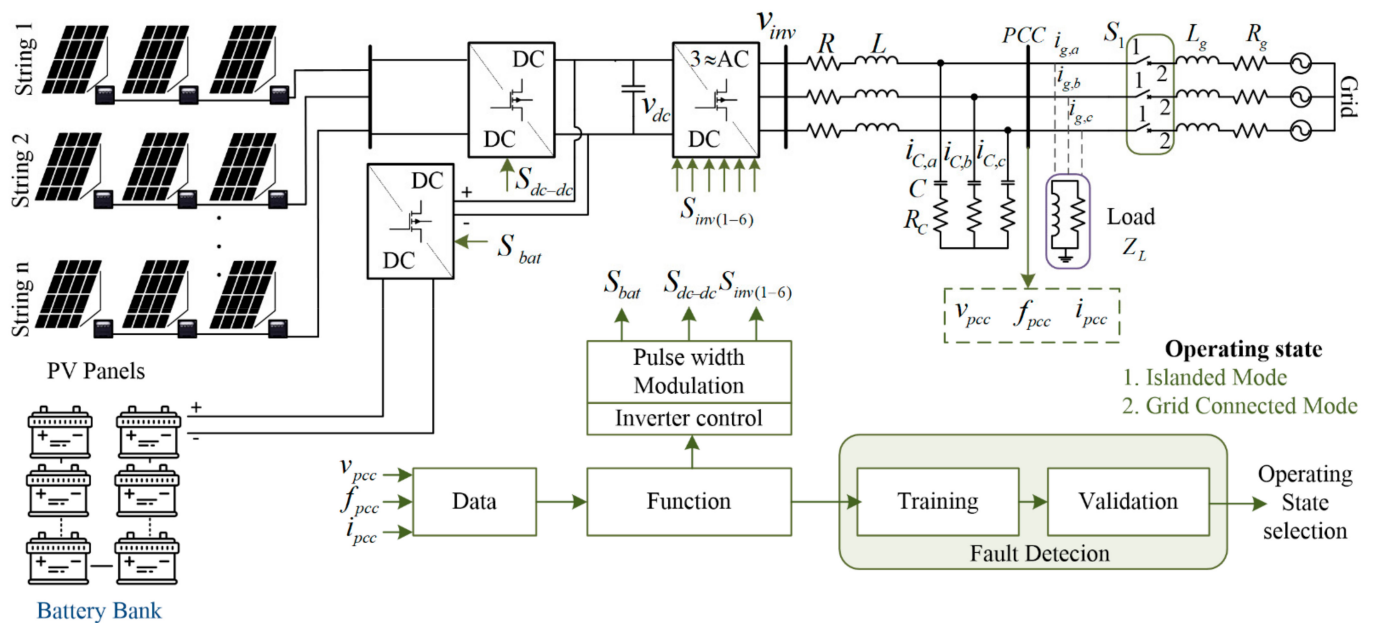 String 1
String 2
String n
PV Panels
Battery Bank
+
-
DC
DC
S_dc-dc
DC
DC
+
-
S_bat
v_dc
3≈AC
DC
S_inv(1-6)
v_inv
R
L
PCC
i_g,a
i_g,b
i_g,c
S_1
1
2
1
2
1
2
L_g
R_g
Grid
i_C,a
i_C,b
i_C,c
C
R_C
Load
Z_L
v_pcc f_pcc i_pcc
Operating state
1. Islanded Mode
2. Grid Connected Mode
S_bat
S_dc-dc
S_inv(1-6)
Pulse width
Modulation
Inverter control
v_pcc
f_pcc
i_pcc
Data
Function
Training
Validation
Fault Detecion
Operating
State
selection